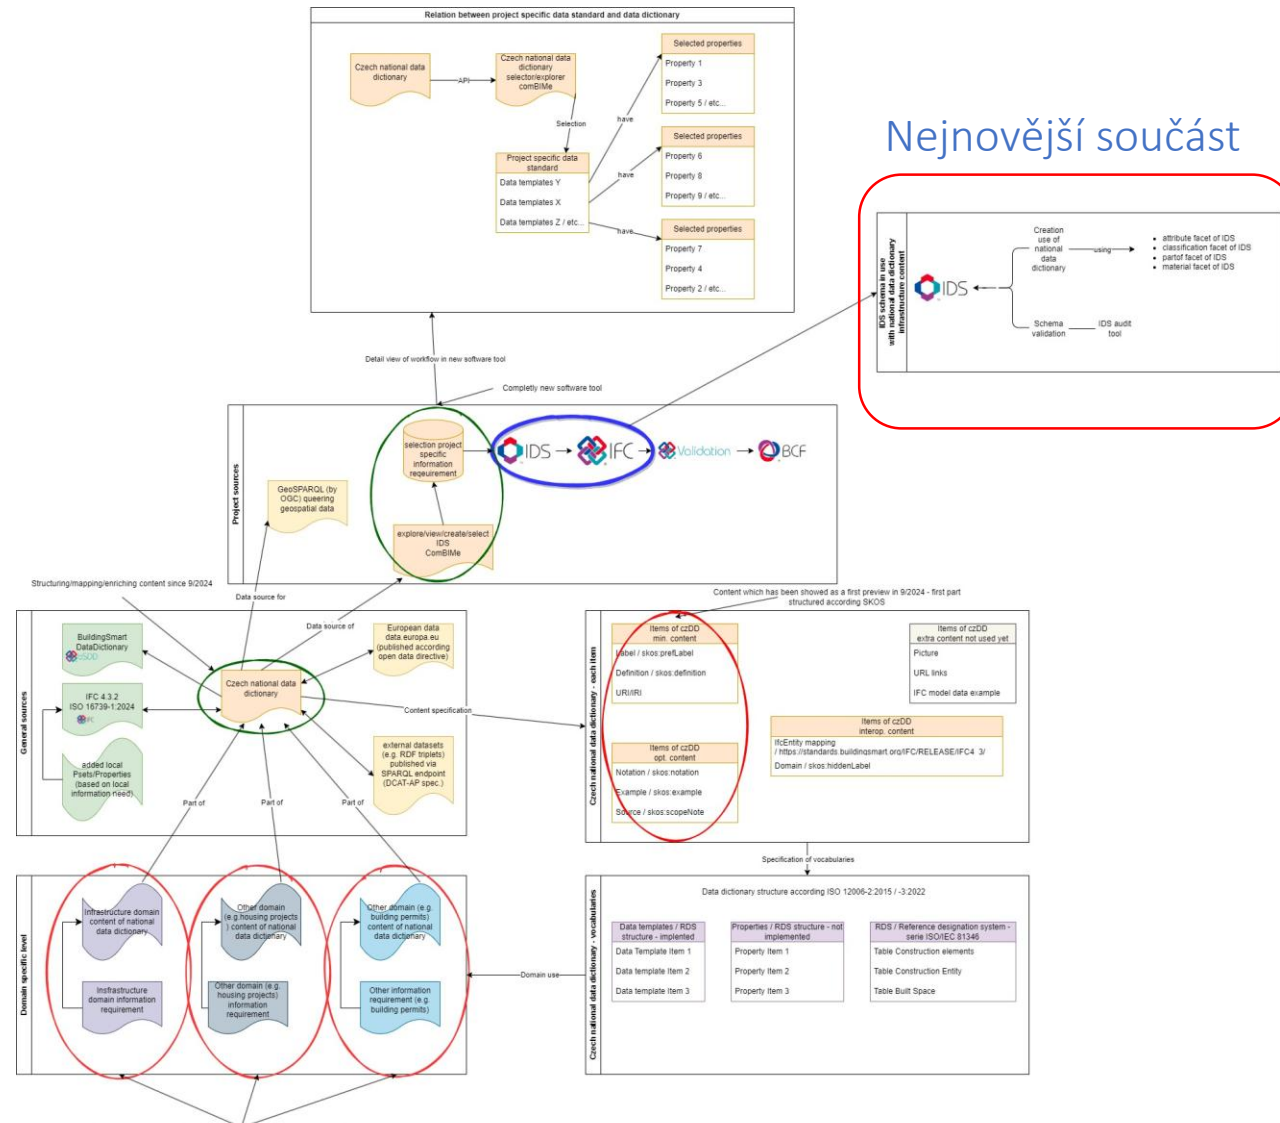 Relation between project specific data standard and data dictionary
Czech national data
dictionary
API
Czech national data
dictionary
selector/explorer
comBIMe
Selection
Project specific data
standard
Data templates Y
Data templates X
Data templates Z / etc...
have
have
have
Selected properties
Property 1
Property 3
Property 5 / etc...
Selected properties
Property 6
Property 8
Property 9 / etc...
Selected properties
Property 7
Property 4
Property 2 / etc...
Nejnovější součást
IDS schema in use
with national data dictionary
infrastructure content
IDS
Creation
use of
national
data
dictionary
using
• attribute facet of IDS
• classification facet of IDS
• partof facet of IDS
• material facet of IDS
Schema
validation
IDS audit
tool
Detail view of workflow in new software tool
Completly new software tool
Project sources
GeoSPARQL (by
OGC) queering
geospatial data
selection project
specific
information
reqeuirement
explore/view/create/select
IDS
ComBIMe
IDS
IFC
Validation
BCF
Structuring/mapping/enriching content since 9/2024
Data source for
Data source of
General sources
BuildingSmart
DataDictionary
bSDD
IFC 4.3.2
ISO 16739-1:2024
IFC
added local
Psets/Properties
(based on local
information need)
Czech national data
dictionary
European data
data.europa.eu
(published according
open data directive)
external datasets
(e.g. RDF triplets)
published via
SPARQL endpoint
(DCAT-AP spec.)
Content specification
Part of
Part of
Part of
Content which has been showed as a first preview in 9/2024 - first part
structured according SKOS
Czech national data dictionary - each item
Items of czDD
min. content
Label / skos:prefLabel
Definition / skos:definition
URI/IRI
Items of czDD
opt. content
Notation / skos:notation
Example / skos:example
Source / skos:scopeNote
Items of czDD
extra content not used yet
Picture
URL links
IFC model data example
Items of czDD
interop. content
IfcEntity mapping
/ https://standards.buildingsmart.org/IFC/RELEASE/IFC4_3/
Domain / skos:hiddenLabel
Specification of vocabularies
Domain specific level
Infrastructure domain
content of national
data dictionary
Insfrastructure
domain information
requirement
Other domain
(e.g.housing projects
) content of national
data dictionary
Other domain (e.g.
housing projects)
information
requirement
Other domain (e.g.
building permits)
content of national
data dictionary
Other information
requirement (e.g.
building permits)
Domain use
Czech national data dictionary - vocabularies
Data dictionary structure according ISO 12006-2:2015 / -3:2022
Data templates / RDS
structure - implented
Data Template Item 1
Data template Item 2
Data template Item 3
Properties / RDS structure - not
implemented
Property Item 1
Property Item 2
Property Item 3
RDS / Reference designation system -
serie ISO/IEC 81346
Table Construction elements
Table Construction Entity
Table Built Space